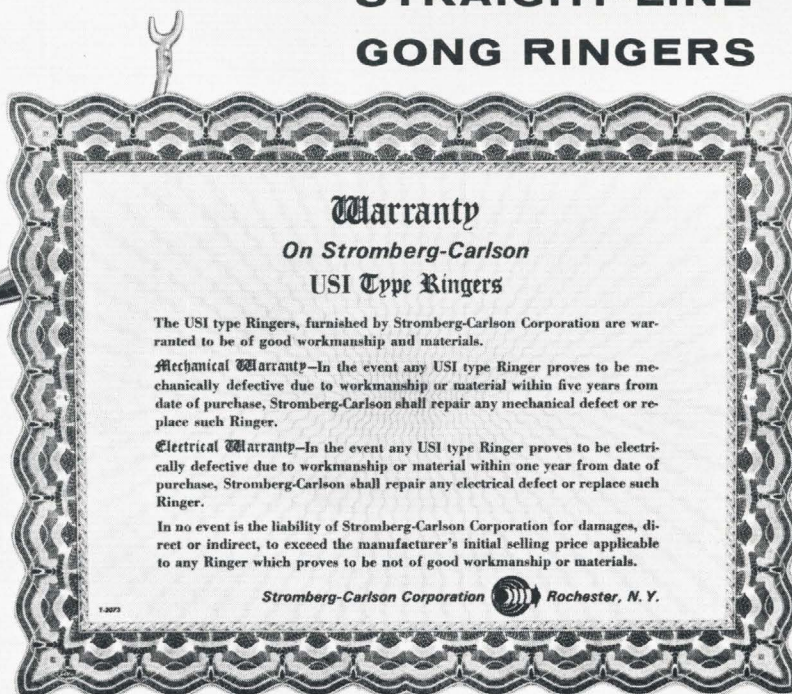 STRAIGHT LINE
GONG RINGERS
Warranty
On Stromberg-Carlson
USI Type Ringers
The USI type Ringers, furnished by Stromberg-Carlson Corporation are war-
ranted to be of good workmanship and materials.
Mechanical Warranty–In the event any USI type Ringer proves to be me-
chanically defective due to workmanship or material within five years from
date of purchase, Stromberg-Carlson shall repair any mechanical defect or re-
place such Ringer.
Electrical Warranty–In the event any USI type Ringer proves to be electri-
cally defective due to workmanship or material within one year from date of
purchase, Stromberg-Carlson shall repair any electrical defect or replace such
Ringer.
In no event is the liability of Stromberg-Carlson Corporation for damages, di-
rect or indirect, to exceed the manufacturer's initial selling price applicable
to any Ringer which proves to be not of good workmanship or materials.
Stromberg-Carlson Corporation Rochester, N. Y.
T-2073